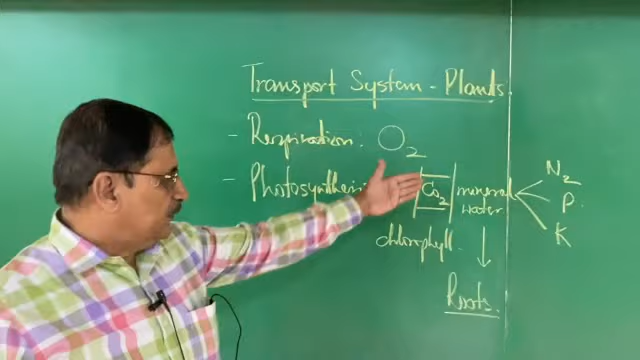 Transport System - Plants
- Respiration: O2
- Photosynthesis CO2 mineral water N2 P. K
chlorophyll.
Roots.